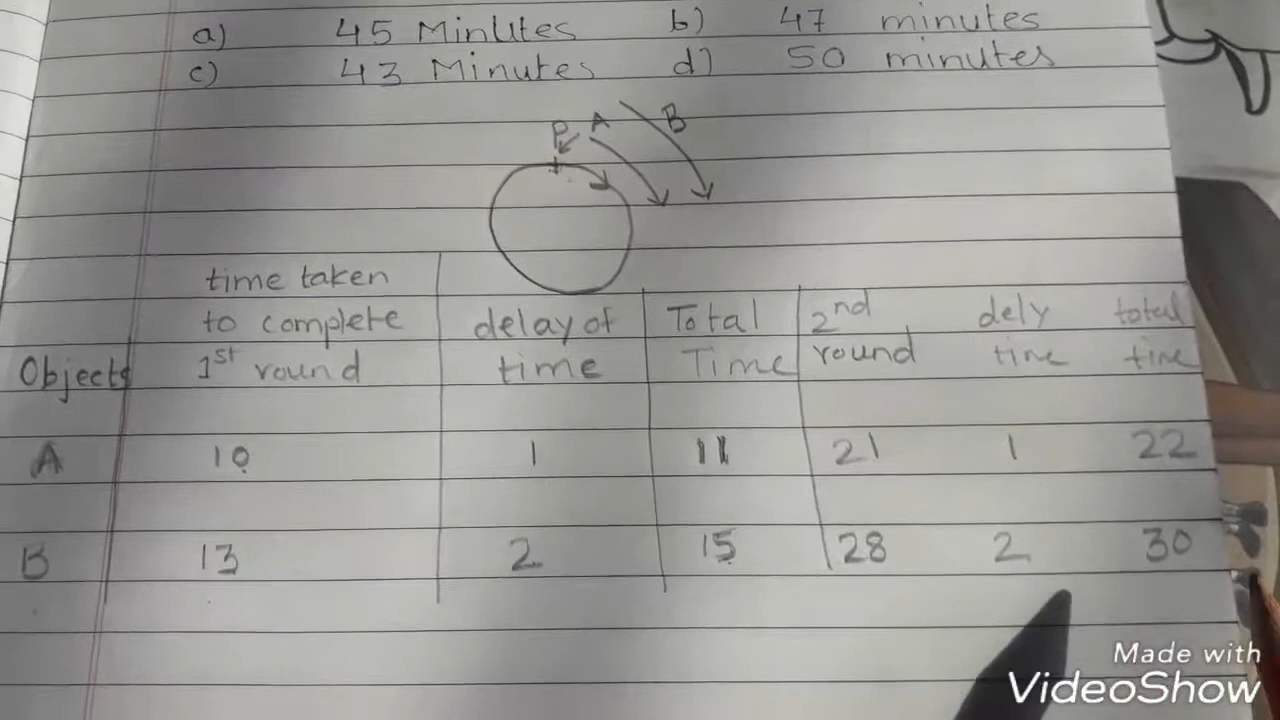 a) 45 Minutes b) 47 minutes
c) 43 Minutes d) 50 minutes
P A B
time taken
to complete delay of Total 2nd dely total
Objects 1st round time Time round tine tine
A 10 1 11 21 1 22
B 13 2 15 28 2 30
Made with
VideoShow